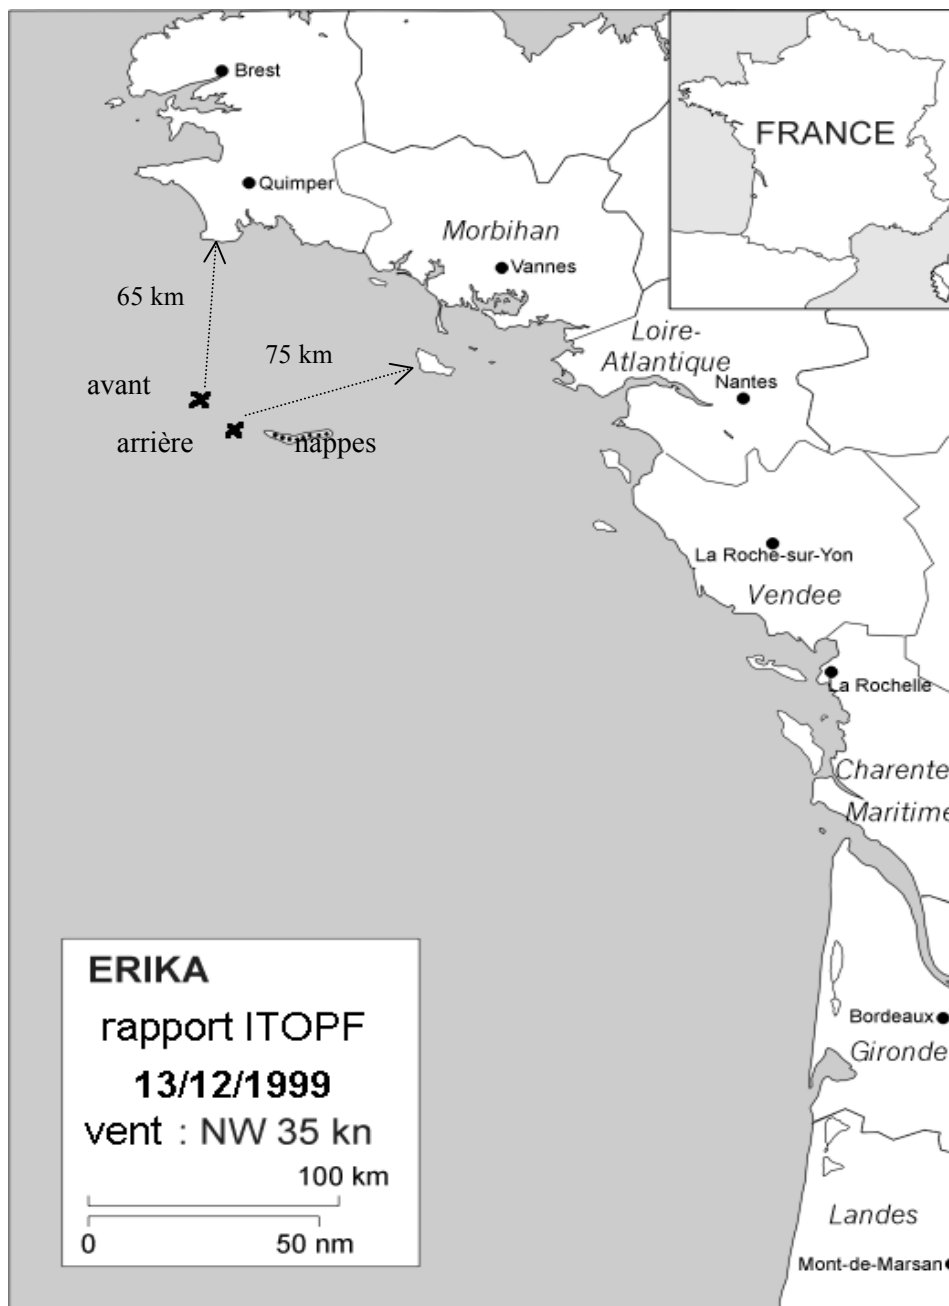 Brest
FRANCE
Quimper
Morbihan
Vannes
65 km
Loire-
Atlantique
75 km
avant
Nantes
arrière
nappes
La Roche-sur-Yon
Vendee
La Rochelle
Charente
Maritime
ERIKA
rapport ITOPF
13/12/1999
vent : NW 35 kn
100 km
0 50 nm
Bordeaux
Gironde
Landes
Mont-de-Marsan